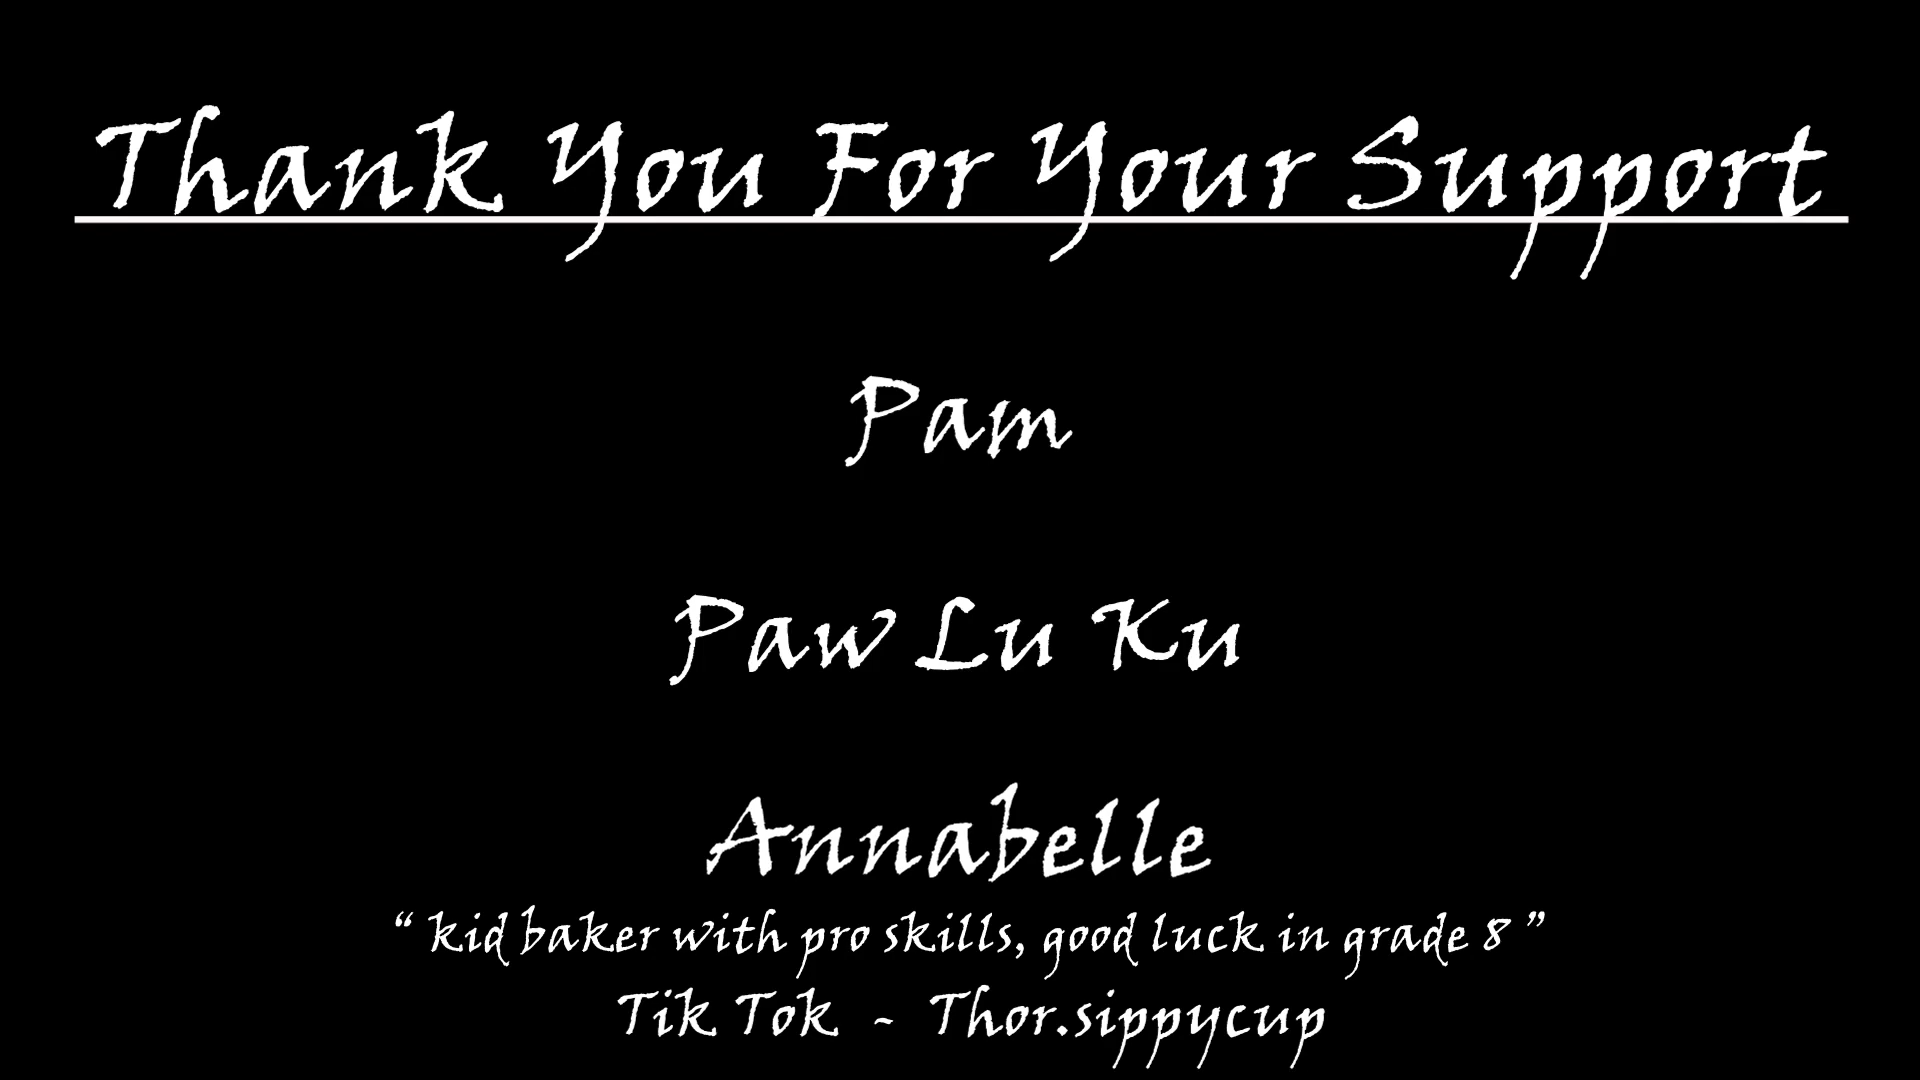 Thank You For Your Support
Pam
Paw Lu Ku
Annabelle
“ kid baker with pro skills, good luck in grade 8 ”
Tik Tok - Thor.sippycup